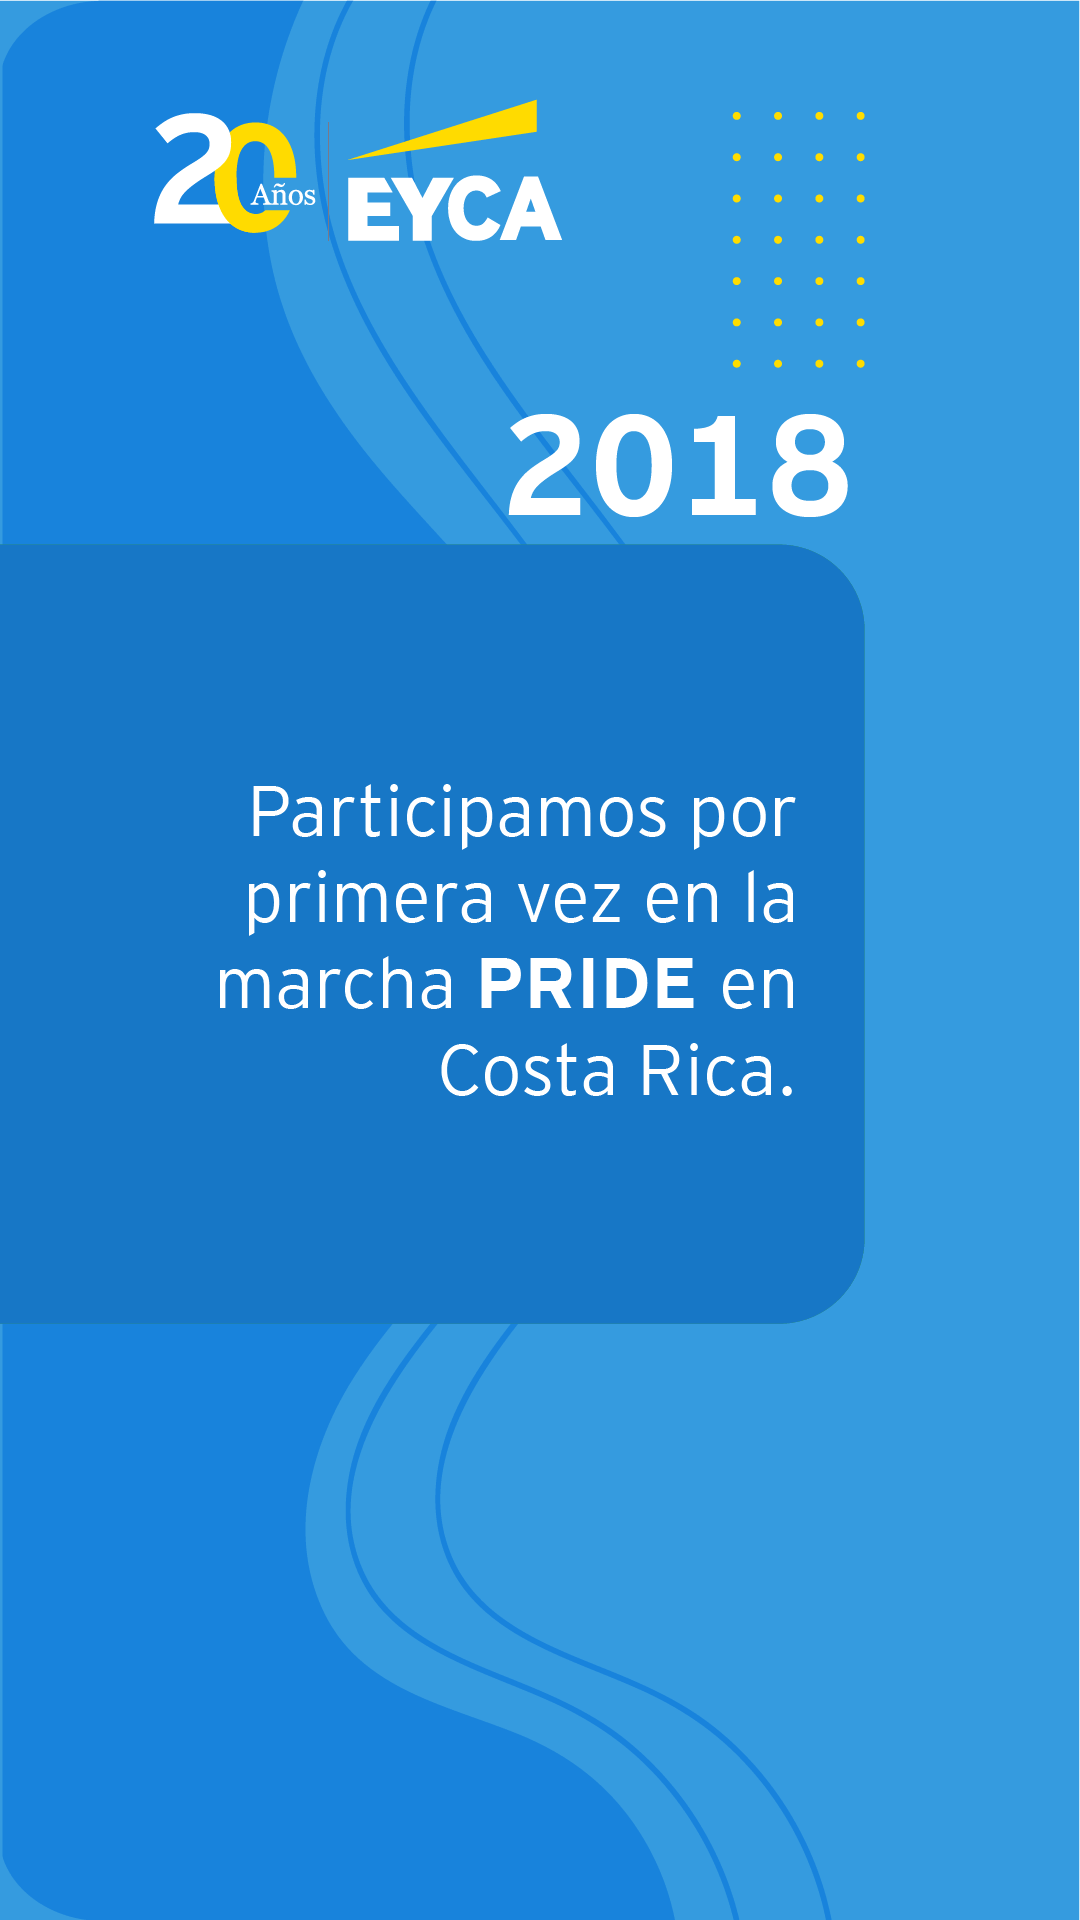 20 Años
EYCA
2018
Participamos por
primera vez en la
marcha PRIDE en
Costa Rica.